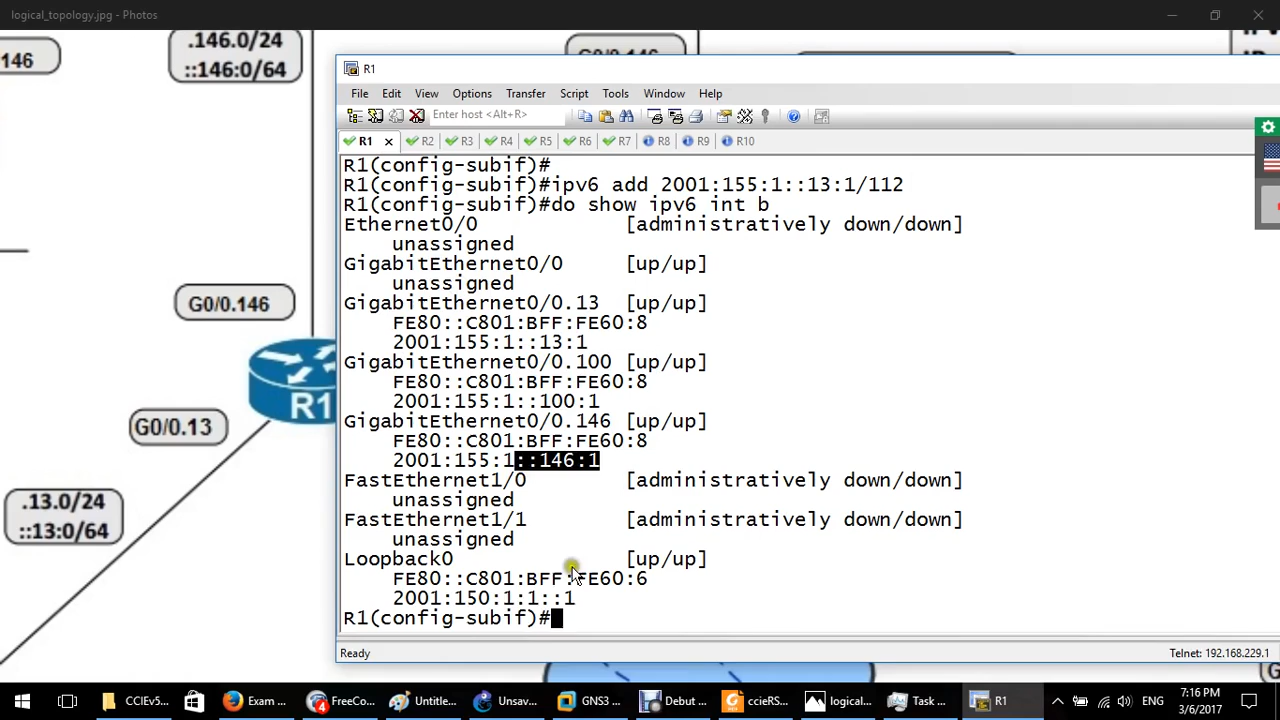 logical_topology.jpg - Photos
146
.146.0/24
::146:0/64
G0/0.146
G0/0.13
.13.0/24
::13:0/64
R1
R1
File Edit View Options Transfer Script Tools Window Help
Enter host <Alt+R>
R1 R2 R3 R4 R5 R6 R7 R8 R9 R10
R1(config-subif)#
R1(config-subif)#ipv6 add 2001:155:1::13:1/112
R1(config-subif)#do show ipv6 int b
Ethernet0/0 [administratively down/down]
unassigned
GigabitEthernet0/0 [up/up]
unassigned
GigabitEthernet0/0.13 [up/up]
FE80::C801:BFF:FE60:8
2001:155:1::13:1
GigabitEthernet0/0.100 [up/up]
FE80::C801:BFF:FE60:8
2001:155:1::100:1
GigabitEthernet0/0.146 [up/up]
FE80::C801:BFF:FE60:8
2001:155:1::146:1
FastEthernet1/0 [administratively down/down]
unassigned
FastEthernet1/1 [administratively down/down]
unassigned
Loopback0 [up/up]
FE80::C801:BFF:FE60:6
2001:150:1:1::1
R1(config-subif)#
Ready Telnet: 192.168.229.1
CCIEv5... Exam ... FreeCo... Untitle... Unsav... GNS3 ... Debut ... ccieRS... logical... Task ... R1 ENG 7:16 PM
3/6/2017